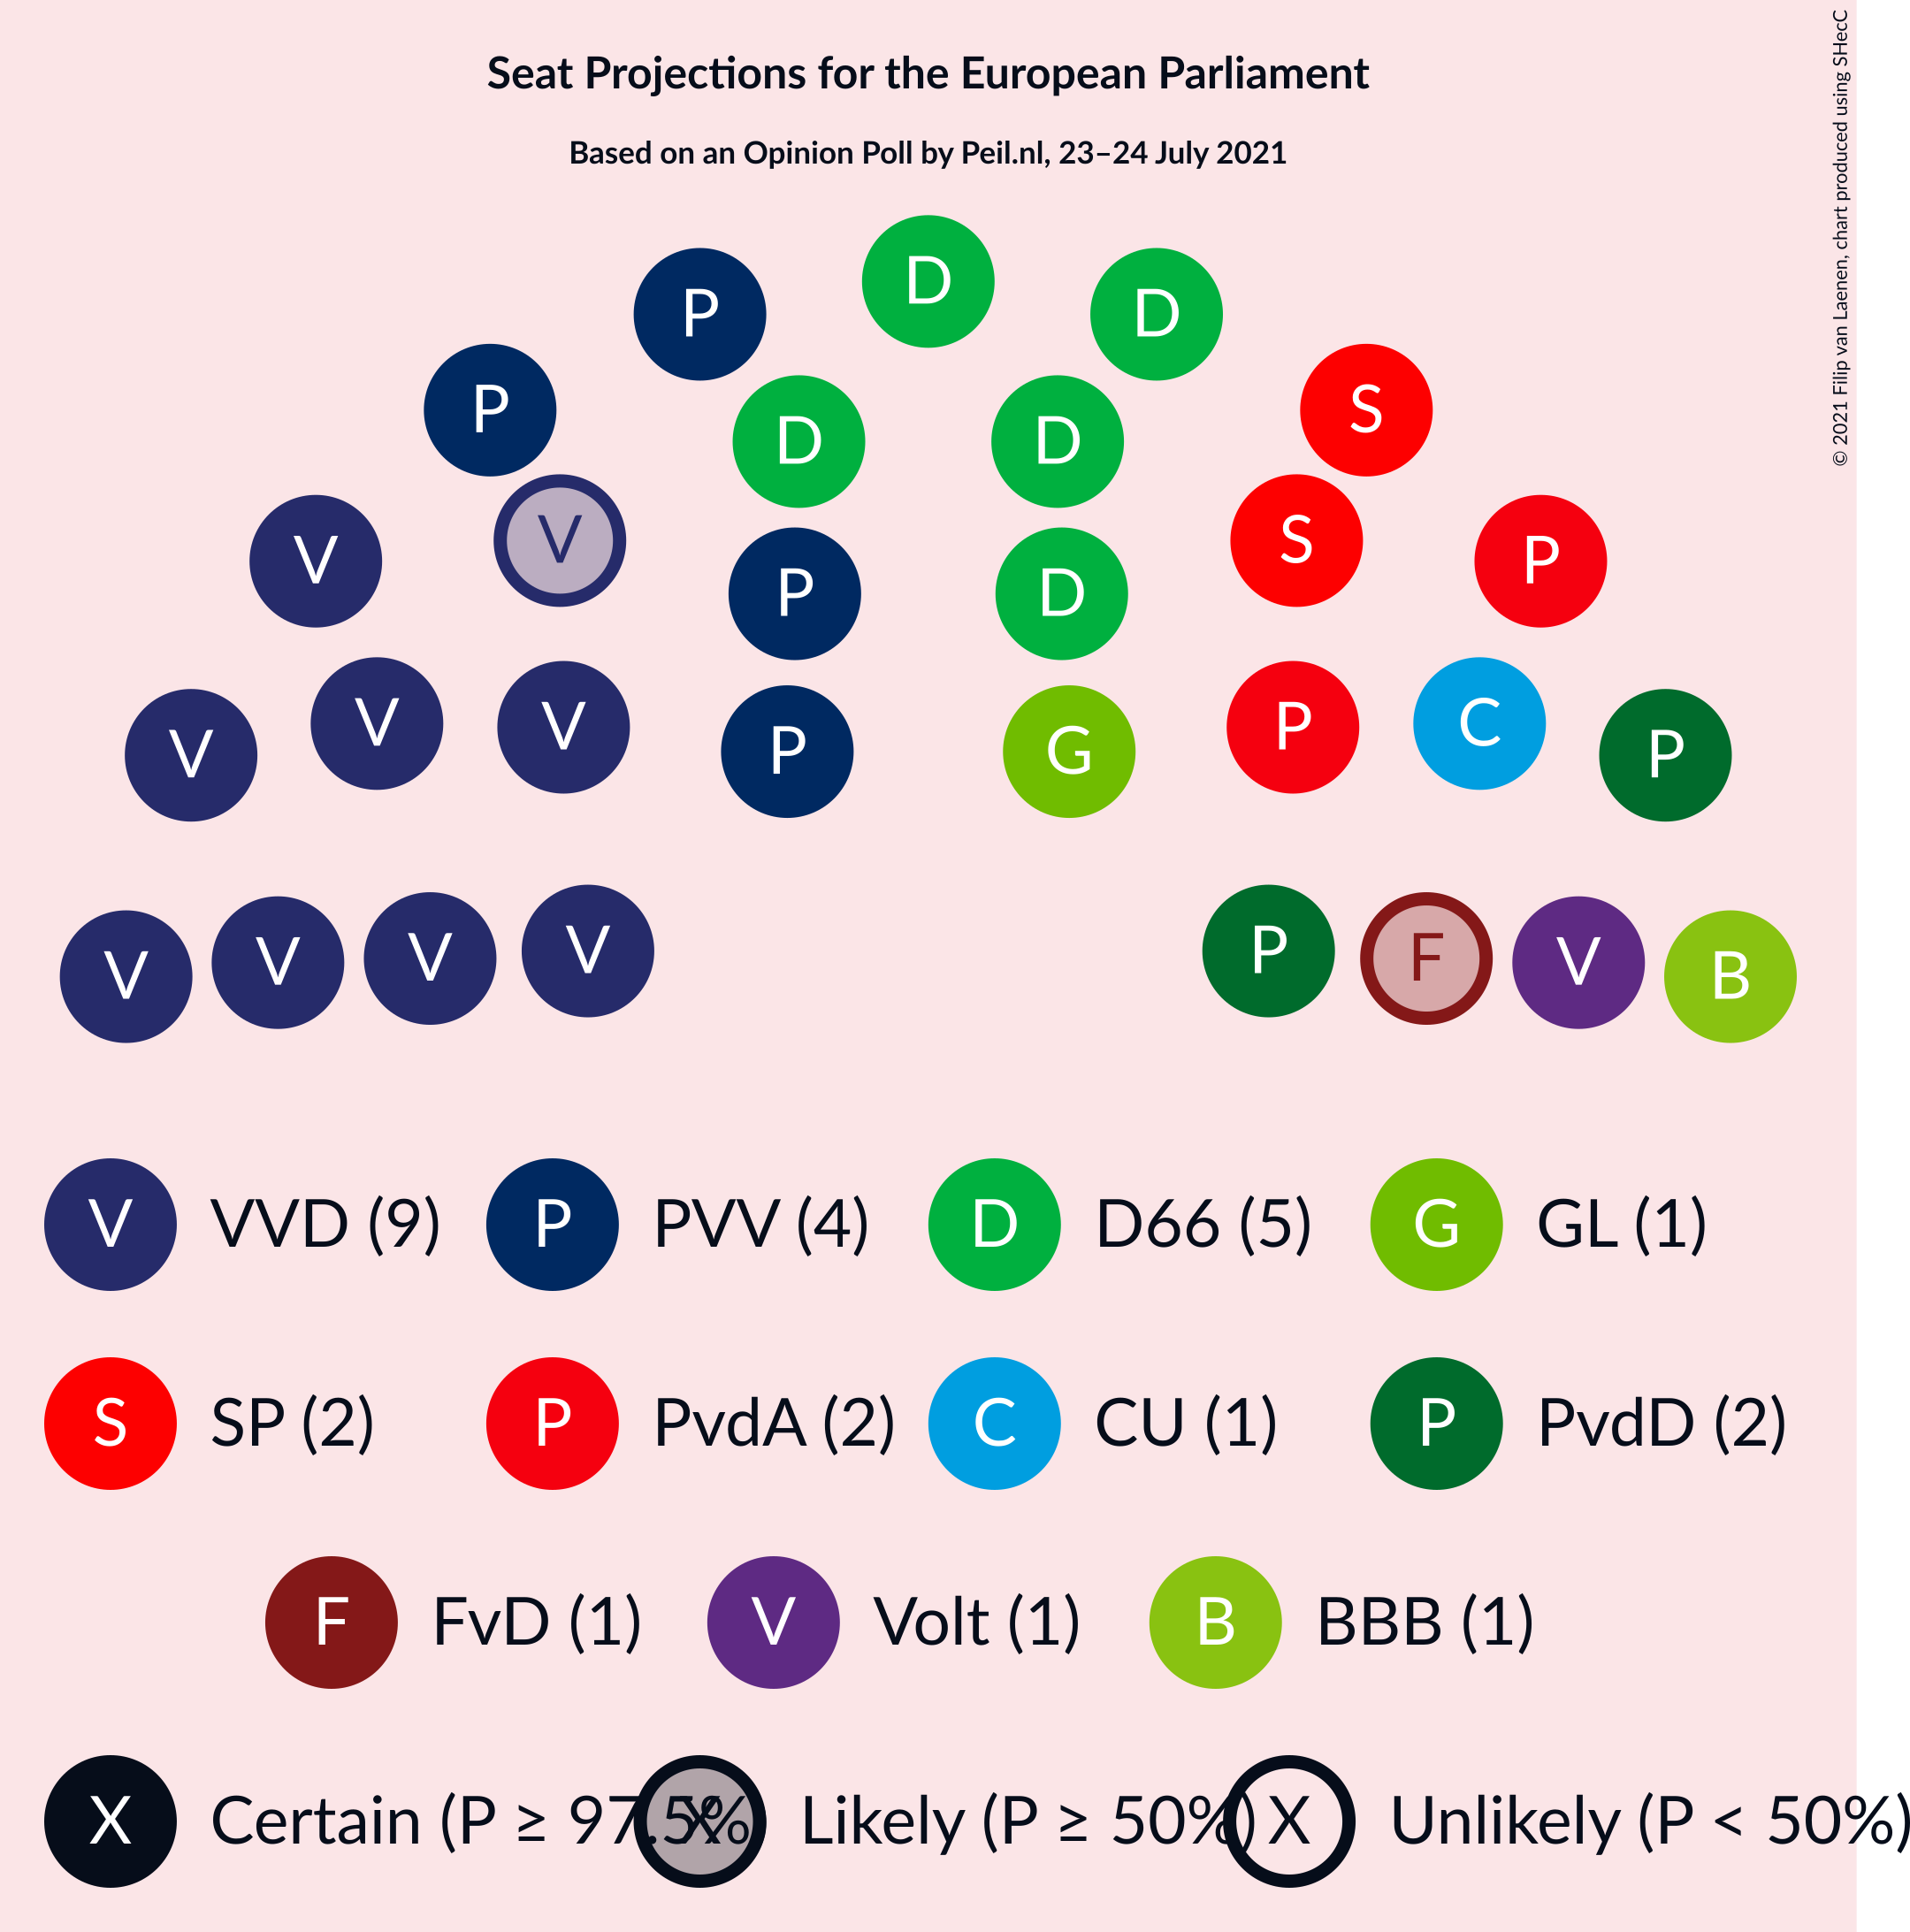 Seat Projections for the European Parliament
Based on an Opinion Poll by Peil.nl, 23–24 July 2021
© 2021 Filip van Laenen, chart produced using SHecC
D
P D
P D D S
V V P D S P
V V V P G P C P
V V V V P F V B
V VVD (9) P PVV (4) D D66 (5) G GL (1)
S SP (2) P PvdA (2) C CU (1) P PvdD (2)
F FvD (1) V Volt (1) B BBB (1)
X Certain (P ≥ 97.5%) X Likely (P ≥ 50%) X Unlikely (P < 50%)